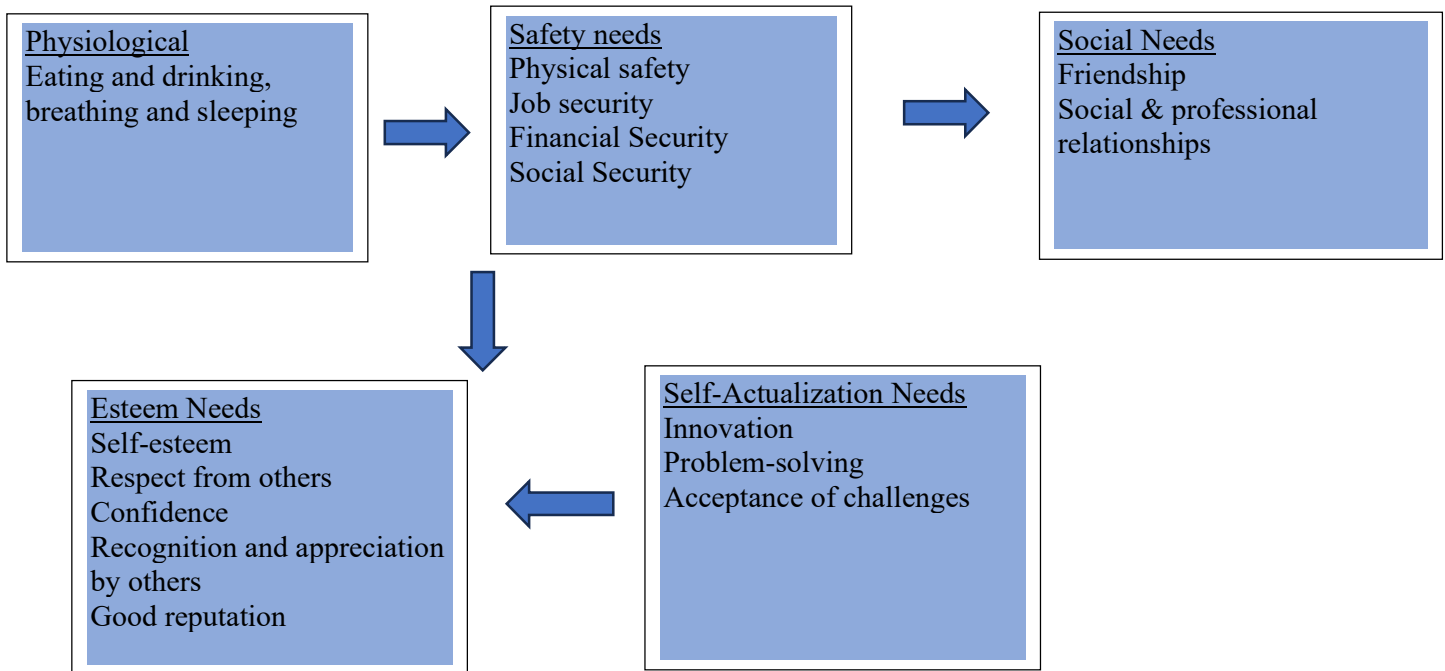 Physiological
Eating and drinking,
breathing and sleeping
Safety needs
Physical safety
Job security
Financial Security
Social Security
Social Needs
Friendship
Social & professional
relationships
Esteem Needs
Self-esteem
Respect from others
Confidence
Recognition and appreciation
by others
Good reputation
Self-Actualization Needs
Innovation
Problem-solving
Acceptance of challenges